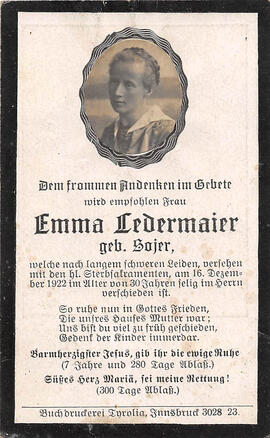 Dem frommen Andenken im Gebete
wird empfohlen Frau
Emma Ledermaier
geb. Sojer,
welche nach langem schweren Leiden, versehen
mit den hl. Sterbsakramenten, am 16. Dezem-
ber 1922 im Alter von 30 Jahren selig im Herrn
verschieden ist.
So ruhe nun in Gottes Frieden,
Die unsres Hauses Mutter war;
Uns bist du viel zu früh geschieden,
Gedenk der Kinder immerdar.
Barmherzigster Jesus, gib ihr die ewige Ruhe
(7 Jahre und 280 Tage Ablaß.)
Süßes Herz Mariä, sei meine Rettung!
(300 Tage Ablaß.)
Buchdruckerei Tyrolia, Innsbruck 3028 23.